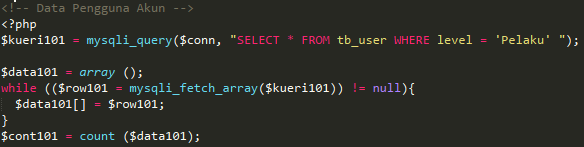 <!-- Data Pengguna Akun -->
<?php
$kueri101 = mysqli_query($conn, "SELECT * FROM tb_user WHERE level = 'Pelaku' ");

$data101 = array ();
while (($row101 = mysqli_fetch_array($kueri101)) != null){
  $data101[] = $row101;
}
$cont101 = count ($data101);